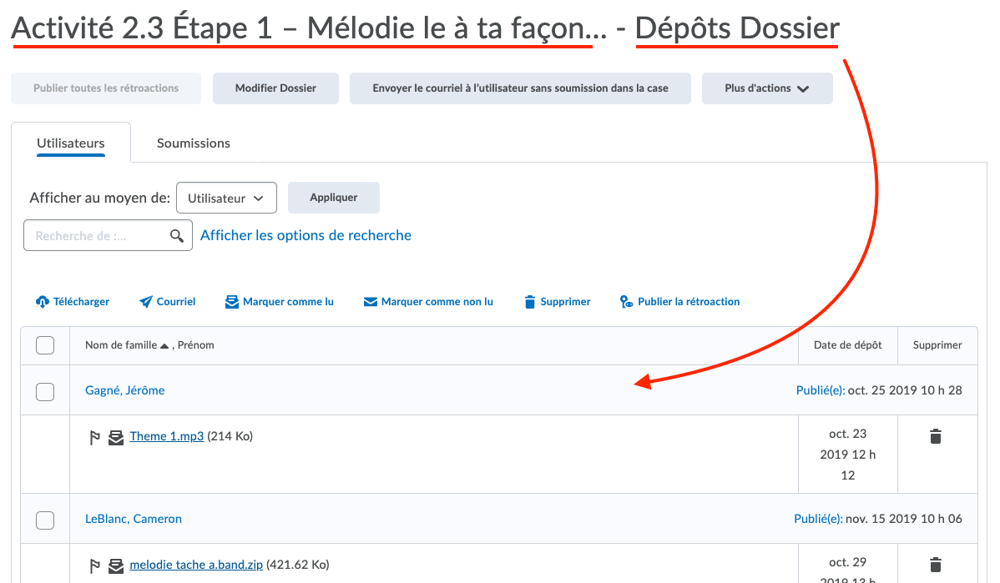 Activité 2.3 Étape 1 – Mélodie le à ta façon... - Dépôts Dossier
Publier toutes les rétroactions Modifier Dossier Envoyer le courriel à l'utilisateur sans soumission dans la case Plus d'actions
Utilisateurs Soumissions
Afficher au moyen de: Utilisateur Appliquer
Recherche de :... Afficher les options de recherche
Télécharger Courriel Marquer comme lu Marquer comme non lu Supprimer Publier la rétroaction
Nom de famille , Prénom Date de dépôt Supprimer
Gagné, Jérôme Publié(e): oct. 25 2019 10 h 28
Theme 1.mp3 (214 Ko) oct. 23
2019 12 h
12
LeBlanc, Cameron Publié(e): nov. 15 2019 10 h 06
melodie tache a.band.zip (421.62 Ko) oct. 29
2019 13 h